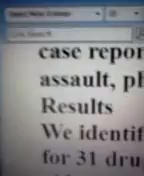 case repor
assault, pl
Results
We identif
for 31 dru